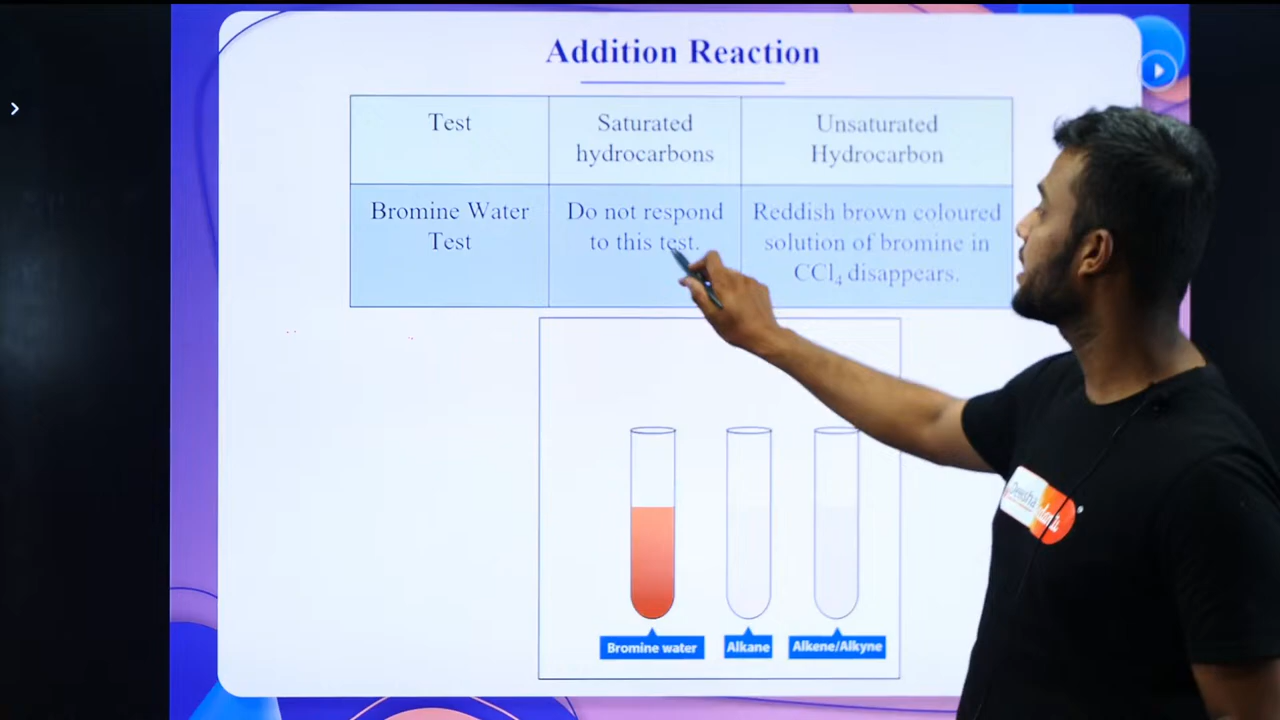 Addition Reaction
Test
Saturated
hydrocarbons
Unsaturated
Hydrocarbon
Bromine Water
Test
Do not respond
to this test.
Reddish brown coloured
solution of bromine in
CCl₄ disappears.
Bromine water
Alkane
Alkene/Alkyne